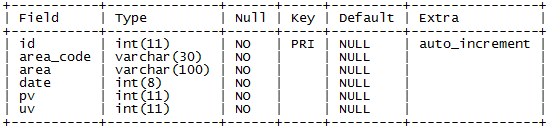 +-----------+--------------+------+-----+---------+----------------+
| Field     | Type         | Null | Key | Default | Extra          |
+-----------+--------------+------+-----+---------+----------------+
| id        | int(11)      | NO   | PRI | NULL    | auto_increment |
| area_code | varchar(30)  | NO   |     | NULL    |                |
| area      | varchar(100) | NO   |     | NULL    |                |
| date      | int(8)       | NO   |     | NULL    |                |
| pv        | int(11)      | NO   |     | NULL    |                |
| uv        | int(11)      | NO   |     | NULL    |                |
+-----------+--------------+------+-----+---------+----------------+